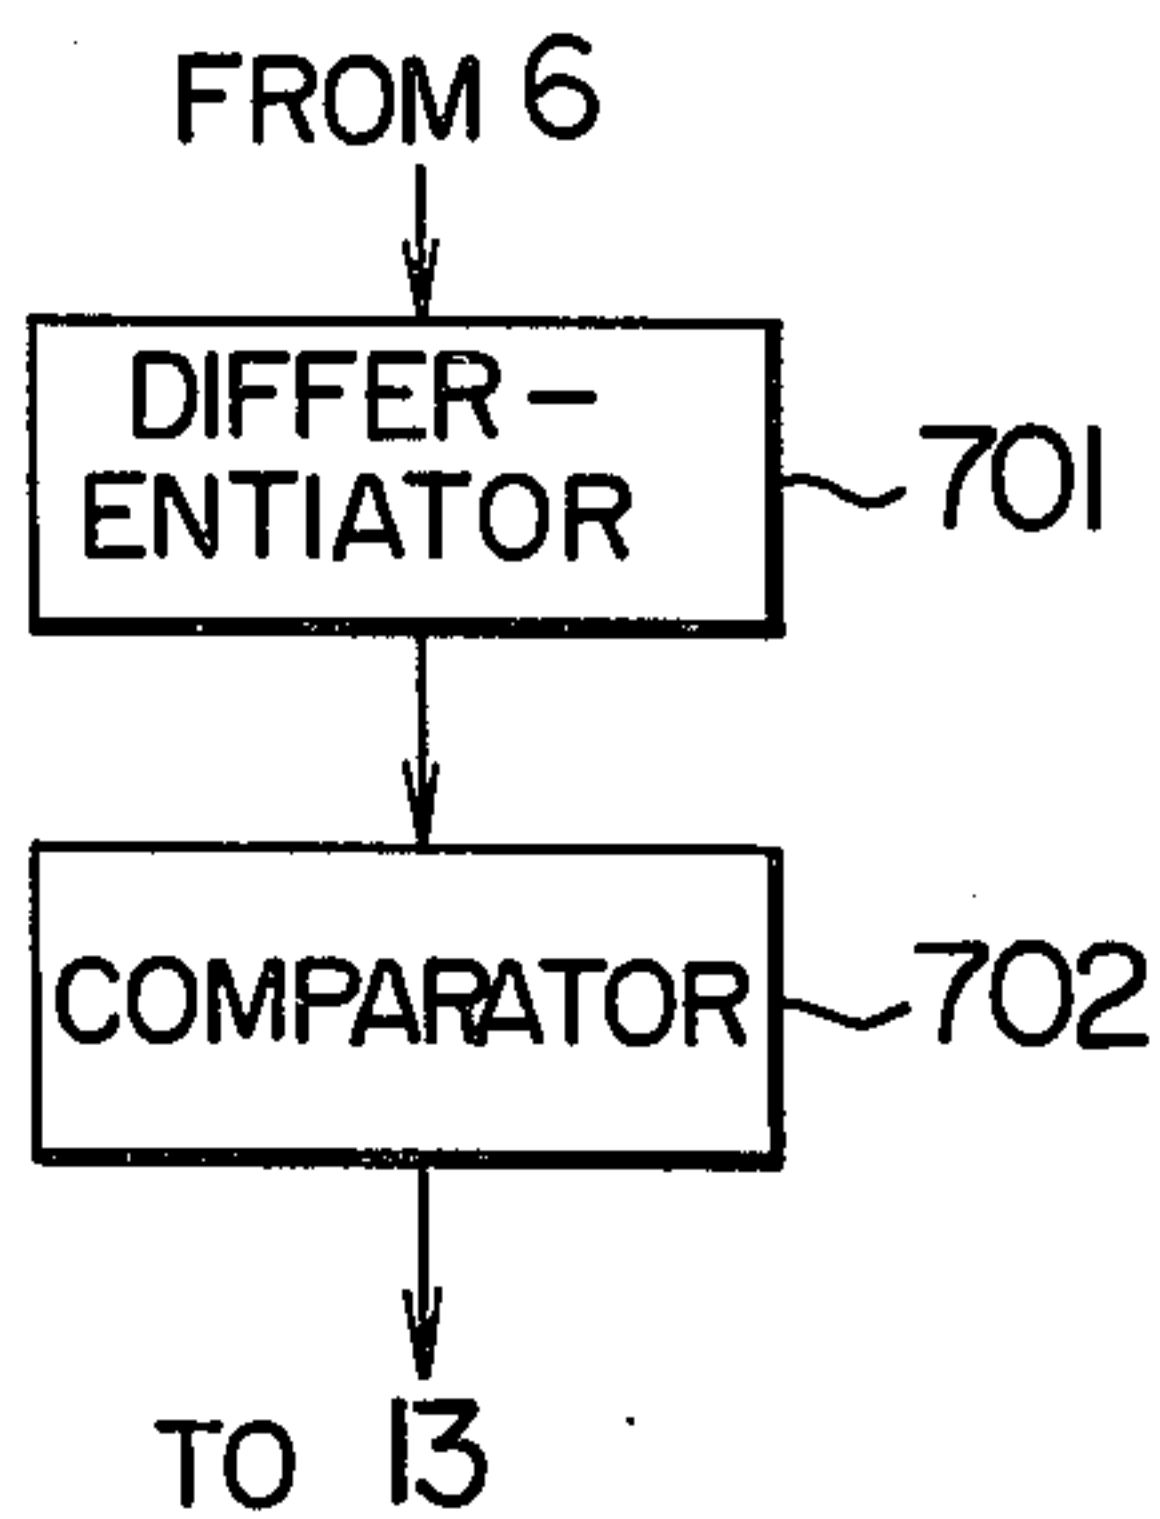 FROM 6
DIFFER-
ENTIATOR
701
COMPARATOR
702
TO 13